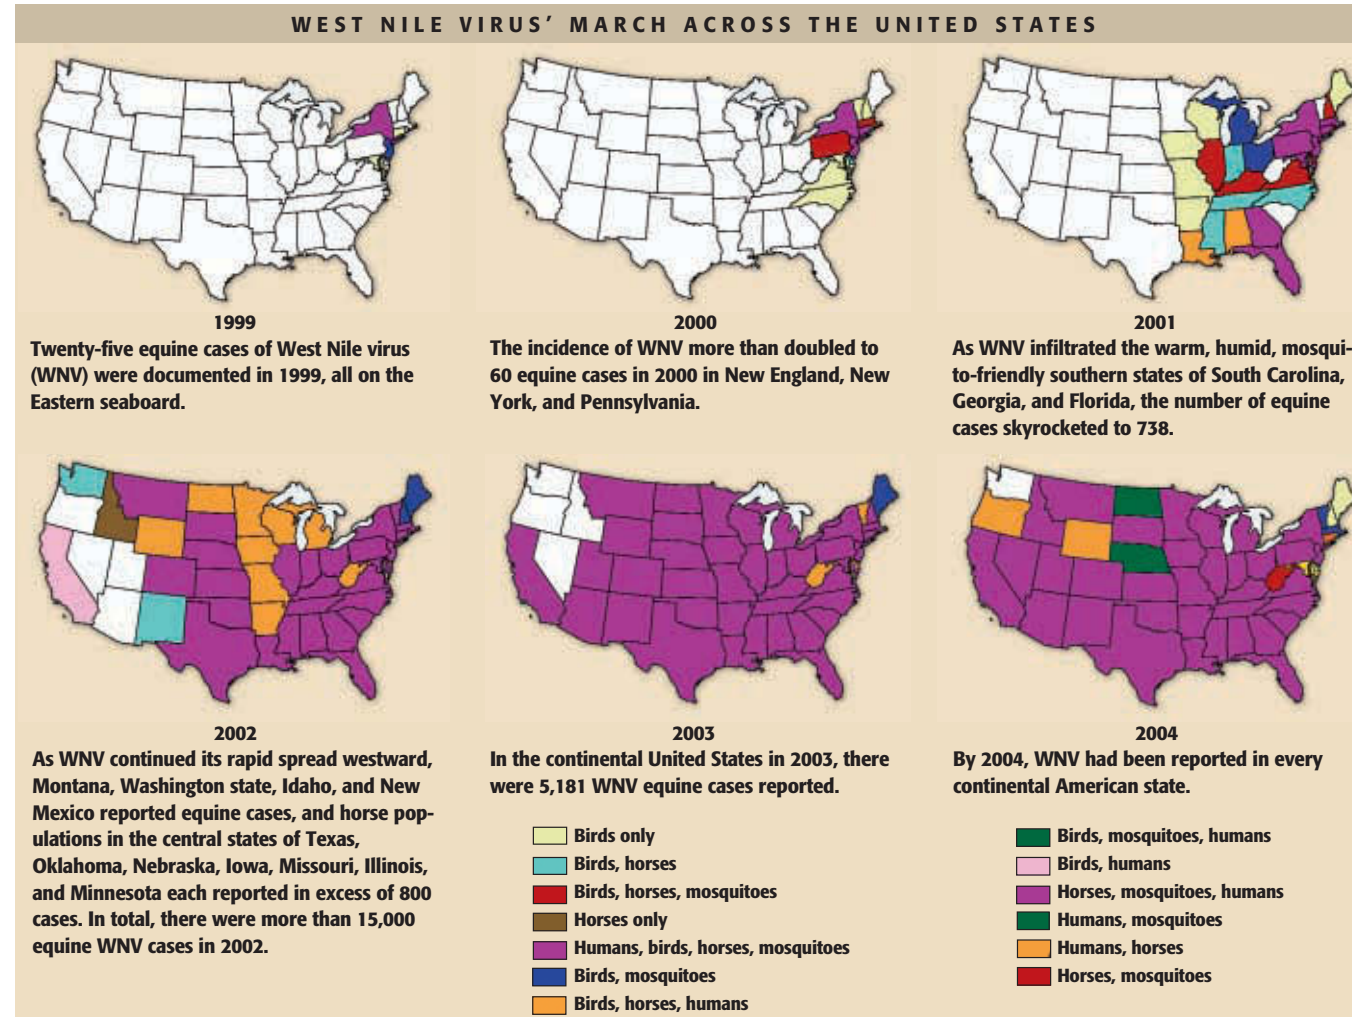 WEST NILE VIRUS’ MARCH ACROSS THE UNITED STATES
1999
Twenty-five equine cases of West Nile virus
(WNV) were documented in 1999, all on the
Eastern seaboard.
2000
The incidence of WNV more than doubled to
60 equine cases in 2000 in New England, New
York, and Pennsylvania.
2001
As WNV infiltrated the warm, humid, mosqui-
to-friendly southern states of South Carolina,
Georgia, and Florida, the number of equine
cases skyrocketed to 738.
2002
As WNV continued its rapid spread westward,
Montana, Washington state, Idaho, and New
Mexico reported equine cases, and horse pop-
ulations in the central states of Texas,
Oklahoma, Nebraska, Iowa, Missouri, Illinois,
and Minnesota each reported in excess of 800
cases. In total, there were more than 15,000
equine WNV cases in 2002.
2003
In the continental United States in 2003, there
were 5,181 WNV equine cases reported.
2004
By 2004, WNV had been reported in every
continental American state.
Birds only
Birds, horses
Birds, horses, mosquitoes
Horses only
Humans, birds, horses, mosquitoes
Birds, mosquitoes
Birds, horses, humans
Birds, mosquitoes, humans
Birds, humans
Horses, mosquitoes, humans
Humans, mosquitoes
Humans, horses
Horses, mosquitoes